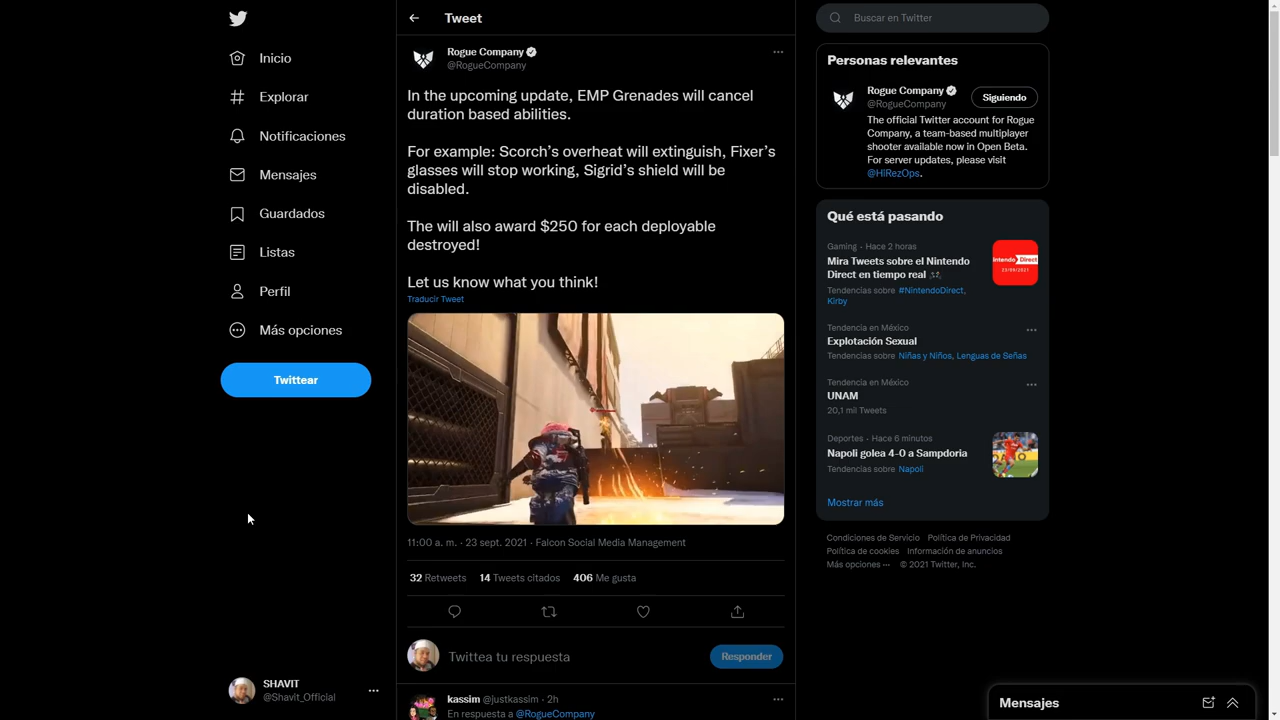 Inicio
Explorar
Notificaciones
Mensajes
Guardados
Listas
Perfil
Más opciones
Twittear
SHAVIT
@Shavit_Official
Tweet
Rogue Company
@RogueCompany
In the upcoming update, EMP Grenades will cancel
duration based abilities.
For example: Scorch's overheat will extinguish, Fixer's
glasses will stop working, Sigrid's shield will be
disabled.
The will also award $250 for each deployable
destroyed!
Let us know what you think!
Traducir Tweet
11:00 a. m. · 23 sept. 2021 · Falcon Social Media Management
32 Retweets 14 Tweets citados 406 Me gusta
Twittea tu respuesta
Responder
kassim @justkassim · 2h
En respuesta a @RogueCompany
Buscar en Twitter
Personas relevantes
Rogue Company
@RogueCompany
Siguiendo
The official Twitter account for Rogue
Company, a team-based multiplayer
shooter available now in Open Beta.
For server updates, please visit
@HiRezOps.
Qué está pasando
Gaming · Hace 2 horas
Mira Tweets sobre el Nintendo
Direct en tiempo real
Tendencias sobre #NintendoDirect,
Kirby
intendo Direct
23/09/2021
Tendencia en México
Explotación Sexual
Tendencias sobre Niñas y Niños, Lenguas de Señas
Tendencia en México
UNAM
20,1 mil Tweets
Deportes · Hace 6 minutos
Napoli golea 4-0 a Sampdoria
Tendencias sobre Napoli
Mostrar más
Condiciones de Servicio Política de Privacidad
Política de cookies Información de anuncios
Más opciones ··· © 2021 Twitter, Inc.
Mensajes